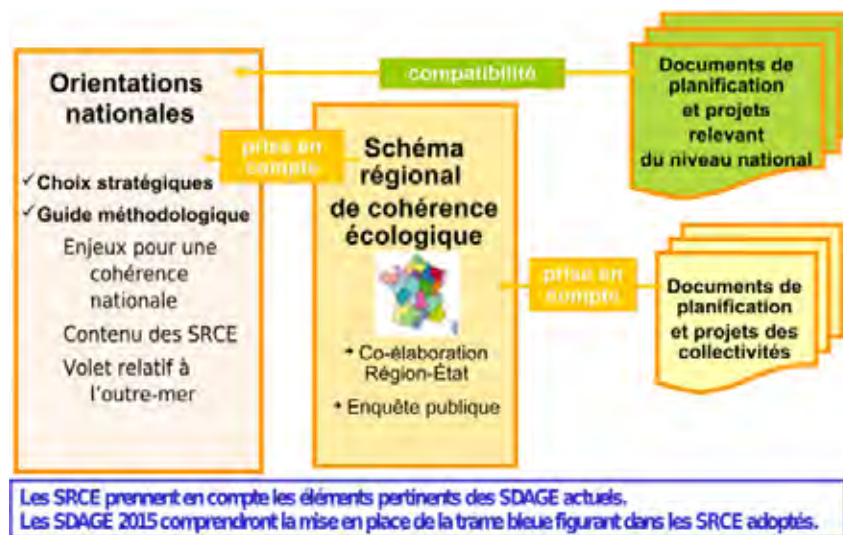 Orientations
nationales
✓ Choix stratégiques
✓ Guide méthodologique
Enjeux pour une
cohérence
nationale
Contenu des SRCE
Volet relatif à
l'outre-mer
compatibilité
prise en
compte
Schéma
régional
de cohérence
écologique
Co-élaboration
Région-État
Enquête publique
Documents de
planification
et projets
relevant
du niveau national
prise en
compte
Documents de
planification
et projets des
collectivités
Les SRCE prennent en compte les éléments pertinents des SDAGE actuels.
Les SDAGE 2015 comprendront la mise en place de la trame bleue figurant dans les SRCE adoptés.